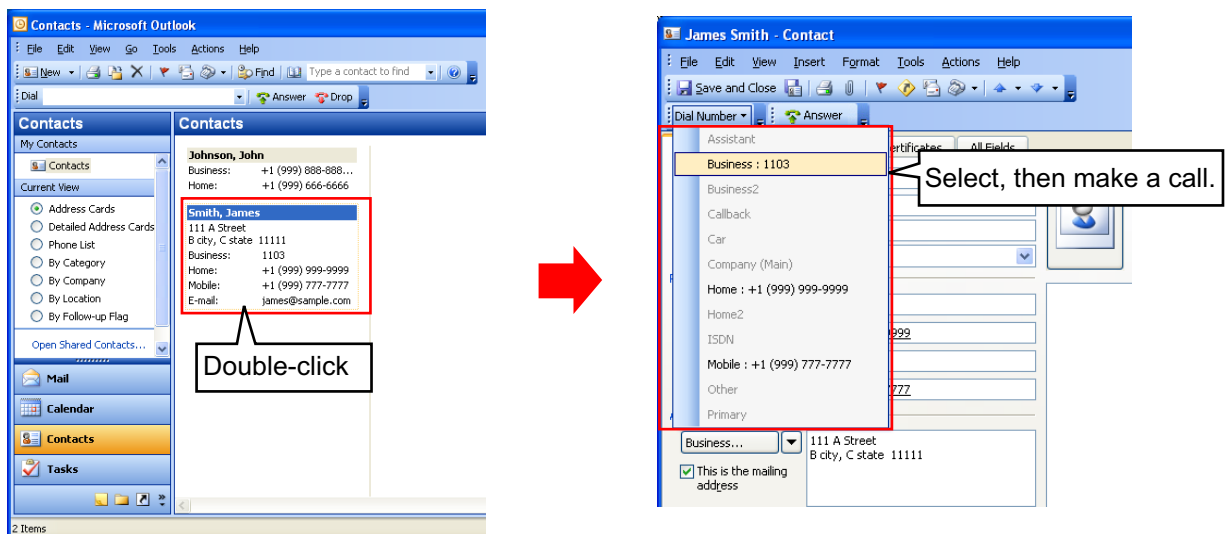 Contacts - Microsoft Outlook
File Edit View Go Tools Actions Help
New Find Type a contact to find
Dial Answer Drop
Contacts
My Contacts
Contacts
Current View
Address Cards
Detailed Address Cards
Phone List
By Category
By Company
By Location
By Follow-up Flag
Open Shared Contacts...
Mail
Calendar
Contacts
Tasks
2 Items
Contacts
Johnson, John
Business: +1 (999) 888-888...
Home: +1 (999) 666-6666
Smith, James
111 A Street
B city, C state 11111
Business: 1103
Home: +1 (999) 999-9999
Mobile: +1 (999) 777-7777
E-mail: james@sample.com
Double-click
James Smith - Contact
File Edit View Insert Format Tools Actions Help
Save and Close
Dial Number Answer
ertificates All Fields
Assistant
Business : 1103
Select, then make a call.
Business2
Callback
Car
Company (Main)
Home : +1 (999) 999-9999
Home2
ISDN
999
Mobile : +1 (999) 777-7777
Other
777
Primary
Business...
111 A Street
B city, C state 11111
This is the mailing
address